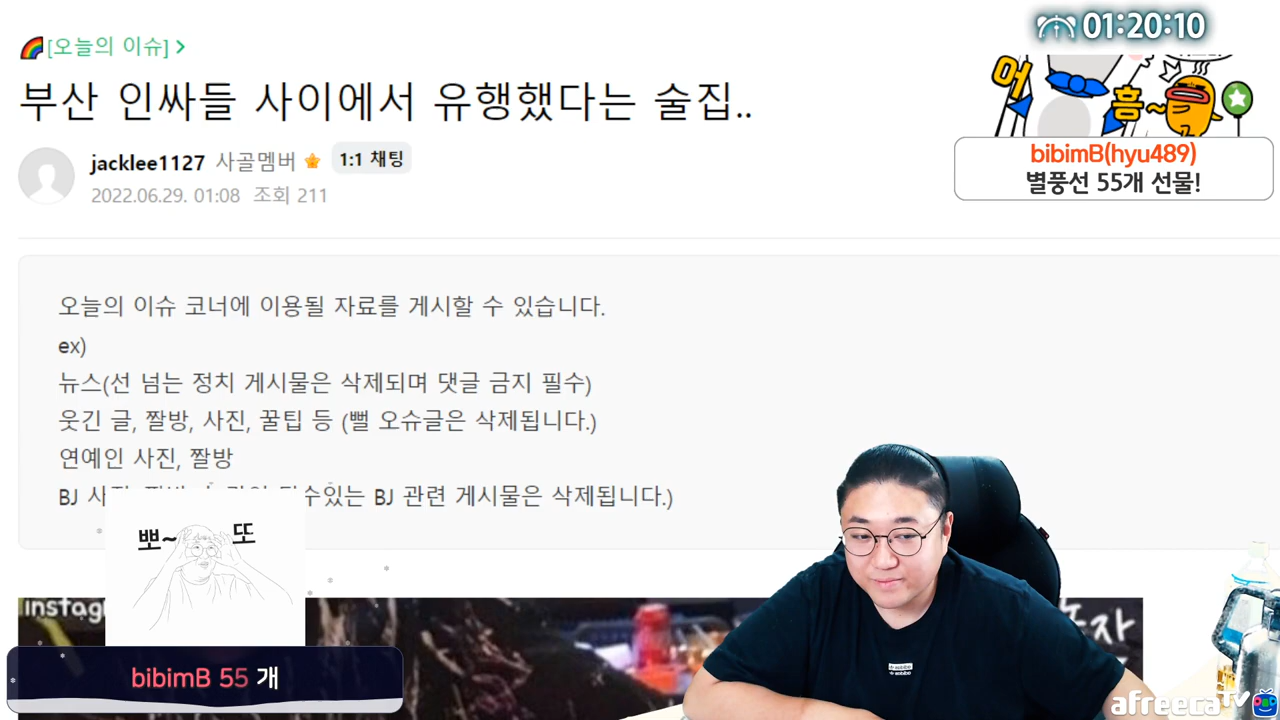 [오늘의 이슈] >
부산 인싸들 사이에서 유행했다는 술집..
jacklee1127 사골멤버 1:1 채팅
2022.06.29. 01:08 조회 211
01:20:10
어
흠~
bibimB(hyu489)
별풍선 55개 선물!
오늘의 이슈 코너에 이용될 자료를 게시할 수 있습니다.
ex)
뉴스(선 넘는 정치 게시물은 삭제되며 댓글 금지 필수)
웃긴 글, 짤방, 사진, 꿀팁 등 (뻘 오슈글은 삭제됩니다.)
연예인 사진, 짤방
BJ 수있는 BJ 관련 게시물은 삭제됩니다.)
뽀~ 또
instag
bibimB 55 개
afreecaTV